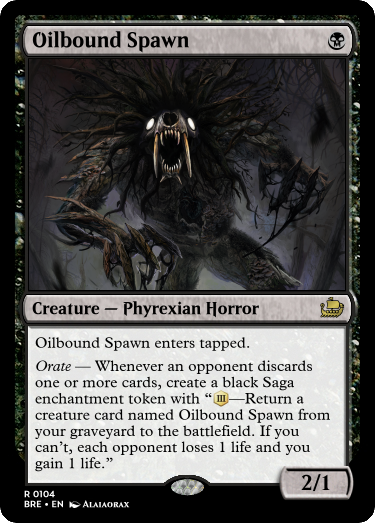 Oilbound Spawn
Creature — Phyrexian Horror
Oilbound Spawn enters tapped.
Orate — Whenever an opponent discards
one or more cards, create a black Saga
enchantment token with “III—Return a
creature card named Oilbound Spawn from
your graveyard to the battlefield. If you
can’t, each opponent loses 1 life and you
gain 1 life.”
2/1
R 0104
BRE • EN Alaiaorax